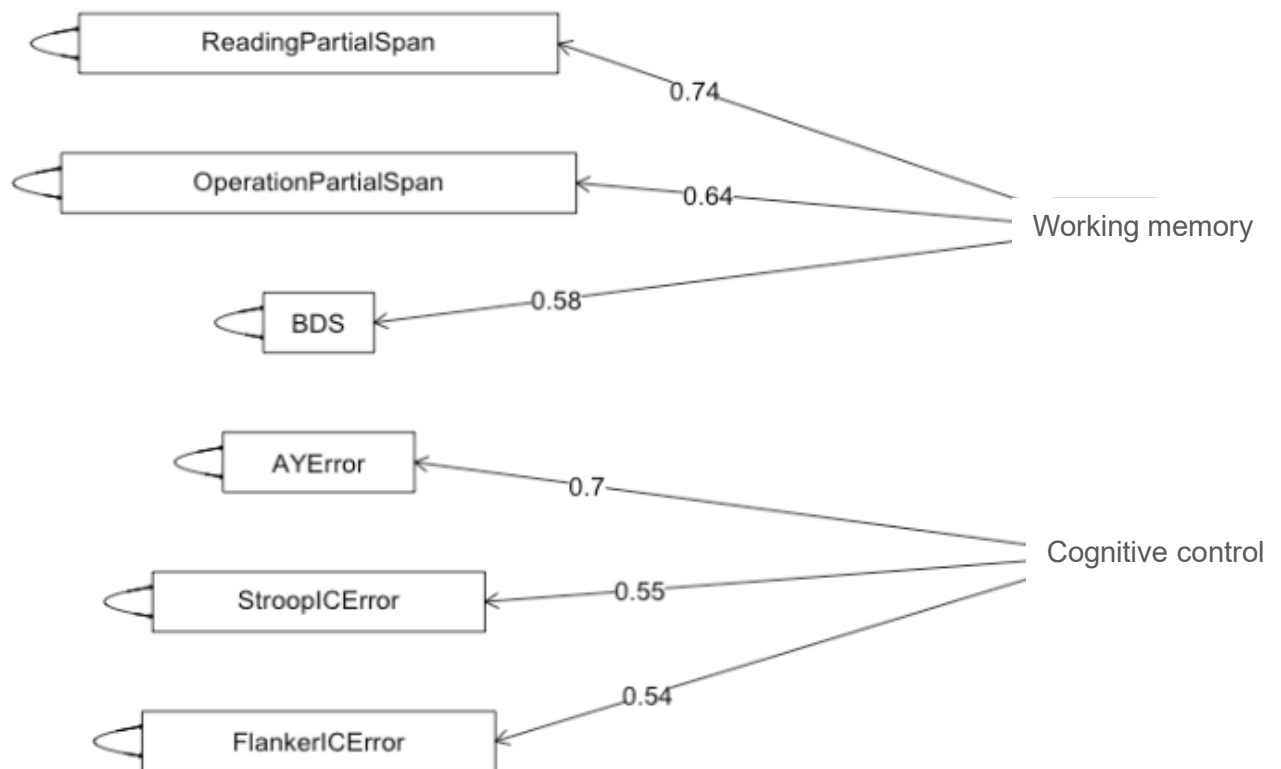 ReadingPartialSpan
0.74
OperationPartialSpan
0.64
Working memory
0.58
BDS
AYError
0.7
Cognitive control
StroopICError
0.55
0.54
FlankerICError